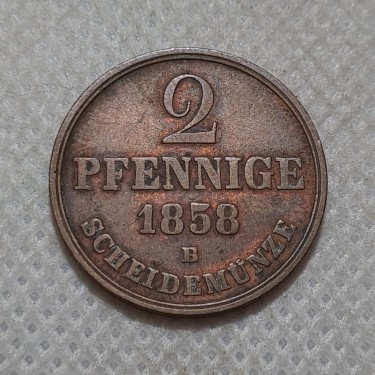 2
PFENNIGE
1858
B
SCHEIDEMÜNZE